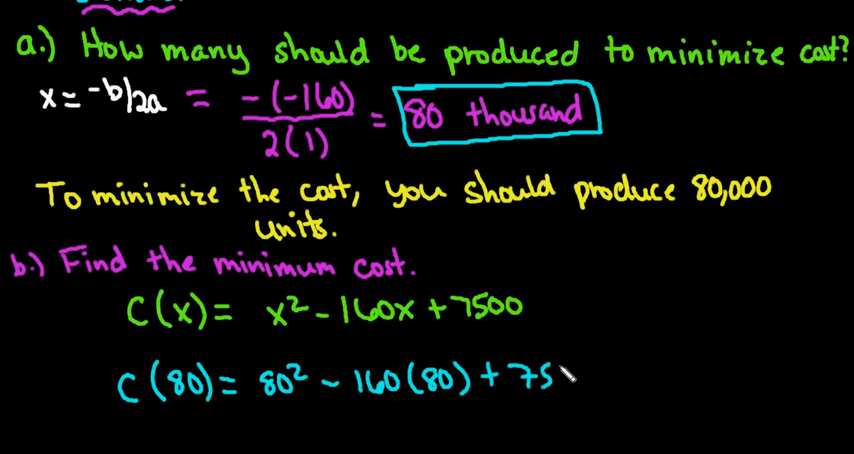 a.) How many should be produced to minimize cost?
x = -b/2a = -(-160)/2(1) = 80 thousand
To minimize the cost, you should produce 80,000
units.
b.) Find the minimum cost.
C(x) = x² - 160x + 7500
C(80) = 80² - 160(80) + 75